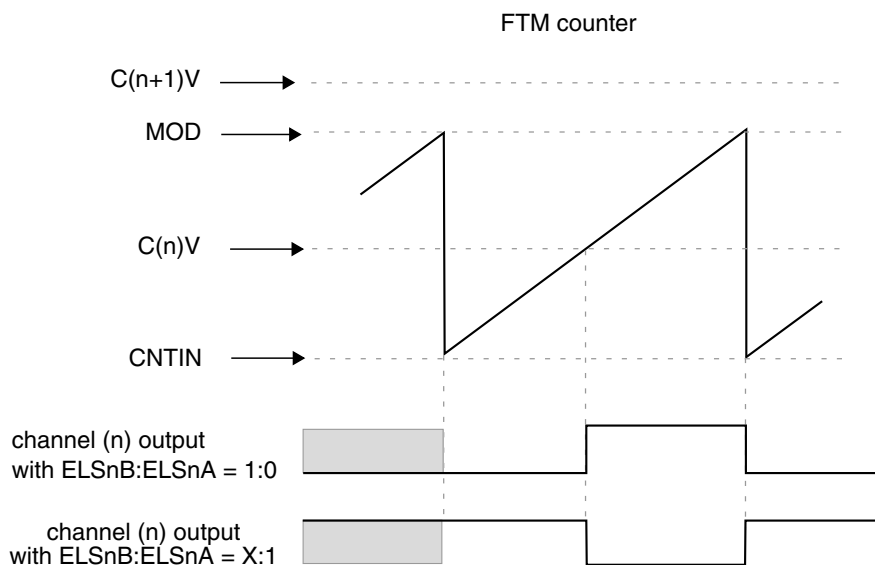 FTM counter
C(n+1)V
MOD
C(n)V
CNTIN
channel (n) output
with ELSnB:ELSnA = 1:0
channel (n) output
with ELSnB:ELSnA = X:1